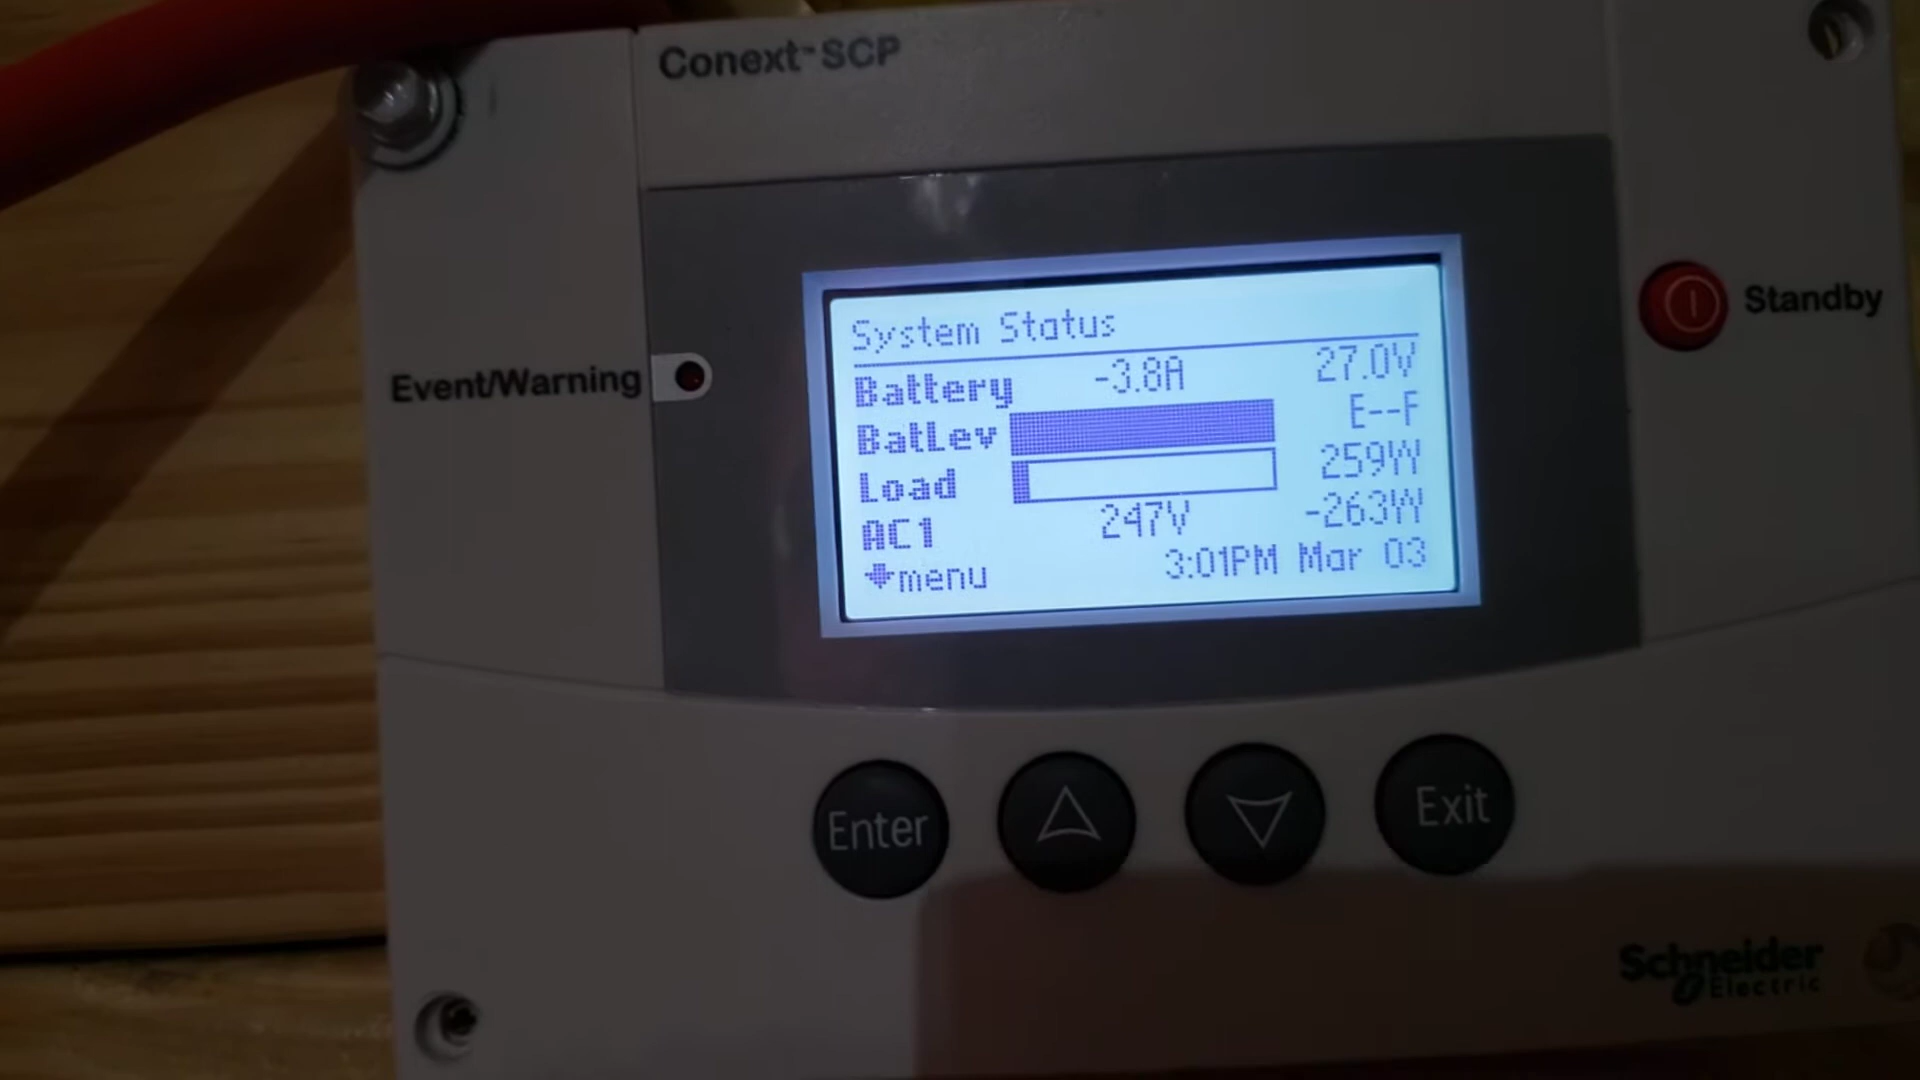 Conext™ SCP
Standby
Event/Warning
System Status
Battery -3.8A 27.0V
BatLev E--F
Load 259W
AC1 247V -263W
menu 3:01PM Mar 03
Enter Exit
Schneider
Electric